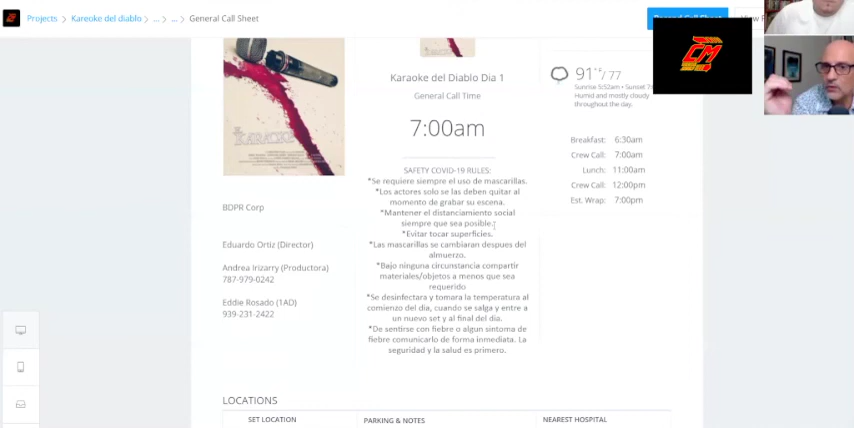 Projects > Kareoke del diablo > ... > ... > General Call Sheet
CM
KARAOKE
BDPR Corp
Eduardo Ortiz (Director)
Andrea Irizarry (Productora)
787-979-0242
Eddie Rosado (1AD)
939-231-2422
Karaoke del Diablo Dia 1
General Call Time
7:00am
SAFETY COVID-19 RULES:
*Se requiere siempre el uso de mascarillas.
*Los actores solo se las deben quitar al
momento de grabar su escena.
*Mantener el distanciamiento social
siempre que sea posible.
*Evitar tocar superficies.
*Las mascarillas se cambiaran despues del
almuerzo.
*Bajo ninguna circunstancia compartir
materiales/objetos a menos que sea
requerido
*Se desinfectara y tomara la temperatura al
comienzo del dia, cuando se salga y entre a
un nuevo set y al final del dia.
*De sentirse con fiebre o algun sintoma de
fiebre comunicarlo de forma inmediata. La
seguridad y la salud es primero.
91°F/ 77
Sunrise 5:52am • Sunset
Humid and mostly cloudy
throughout the day.
Breakfast: 6:30am
Crew Call: 7:00am
Lunch: 11:00am
Crew Call: 12:00pm
Est. Wrap: 7:00pm
LOCATIONS
SET LOCATION
PARKING & NOTES
NEAREST HOSPITAL